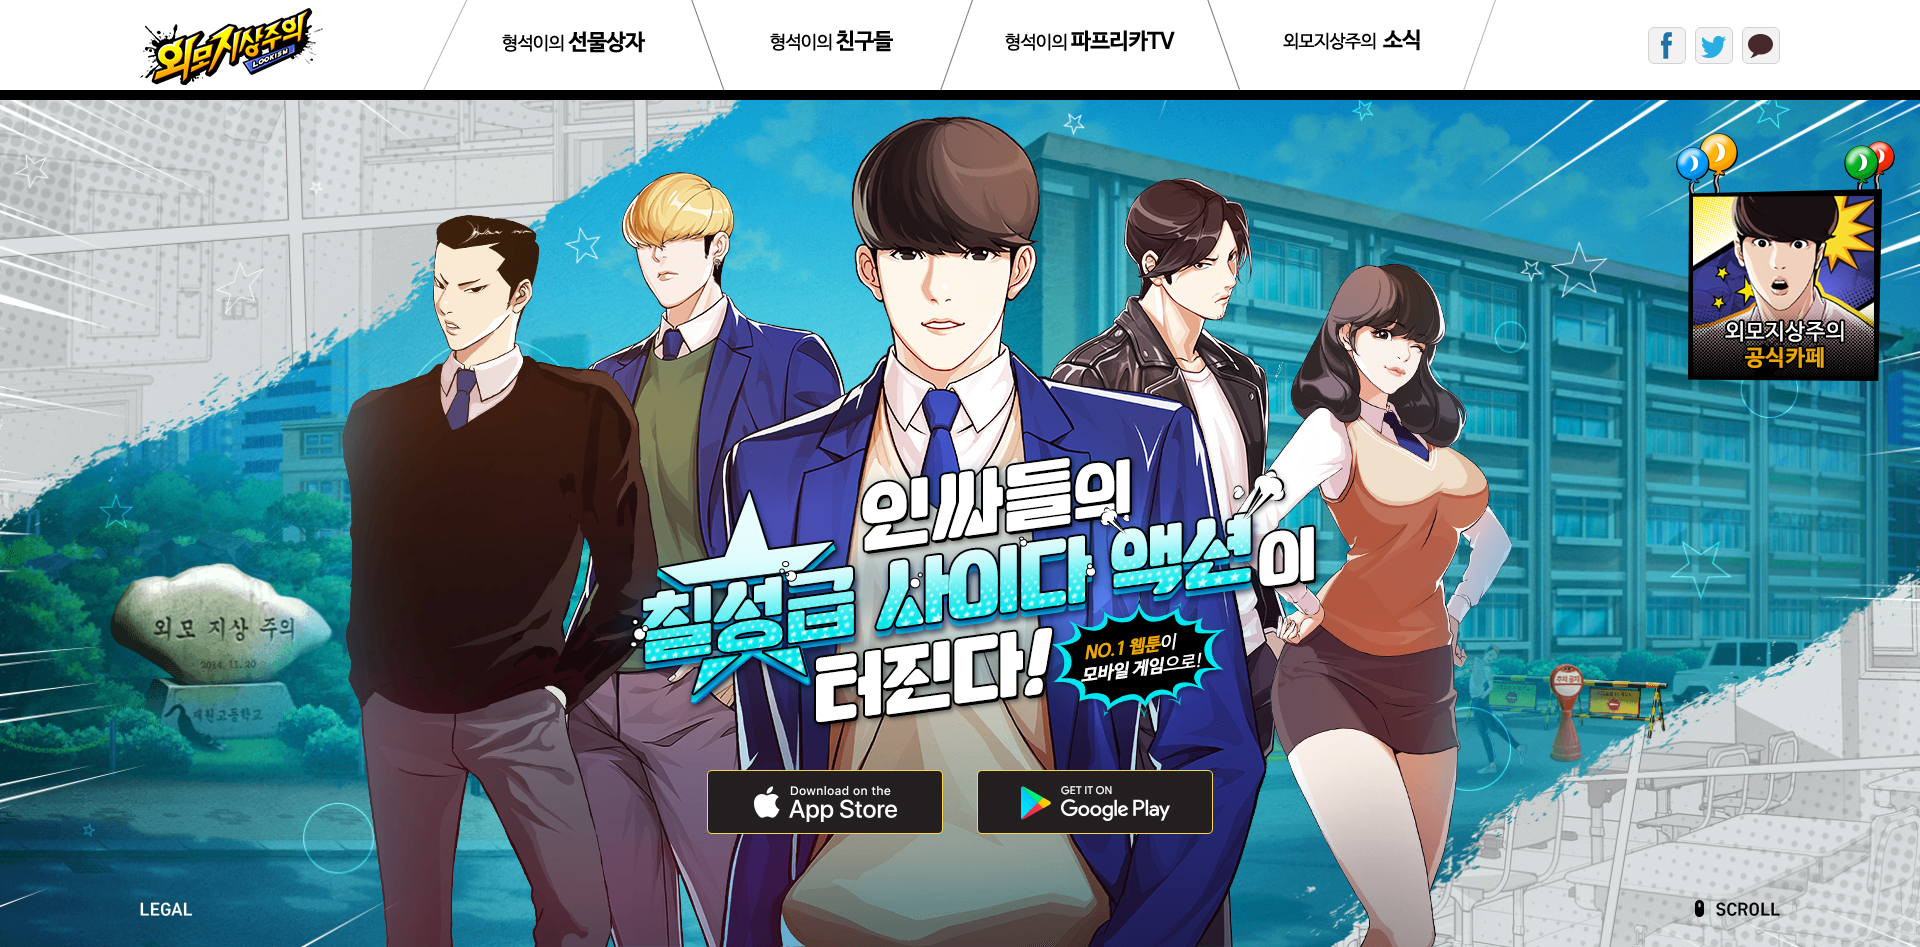 외모지상주의
LOOKISM
형석이의 선물상자
형석이의 친구들
형석이의 파프리카TV
외모지상주의 소식
외모지상주의
공식카페
인싸들의
칠성급 사이다 액션이
터진다!
NO.1 웹툰이
모바일 게임으로!
외모 지상 주의
2014.11.20
재원고등학교
주차금지
Download on the
App Store
GET IT ON
Google Play
LEGAL
SCROLL